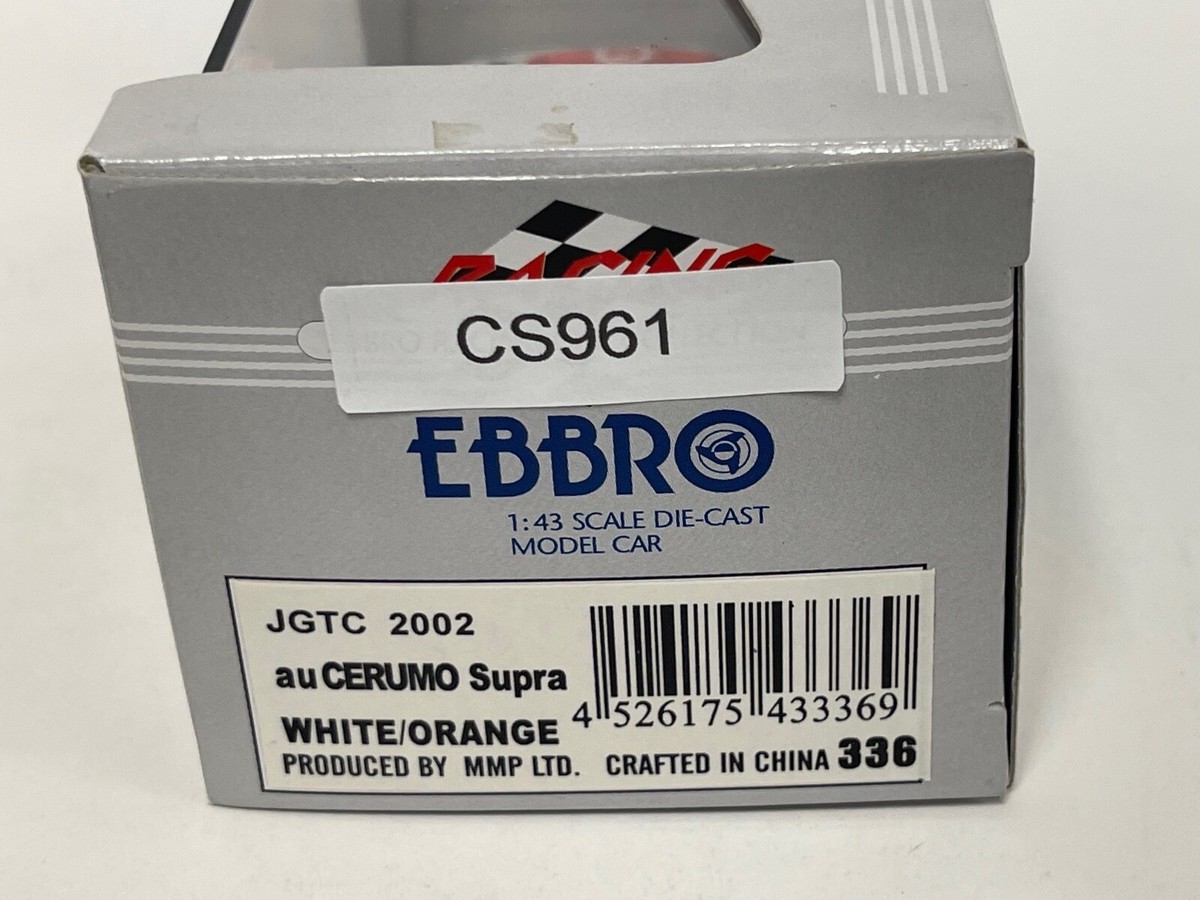 RACING
CS961
EBBRO
1:43 SCALE DIE-CAST
MODEL CAR
JGTC 2002
au CERUMO Supra
WHITE/ORANGE
4 526175 433369
PRODUCED BY MMP LTD. CRAFTED IN CHINA 336